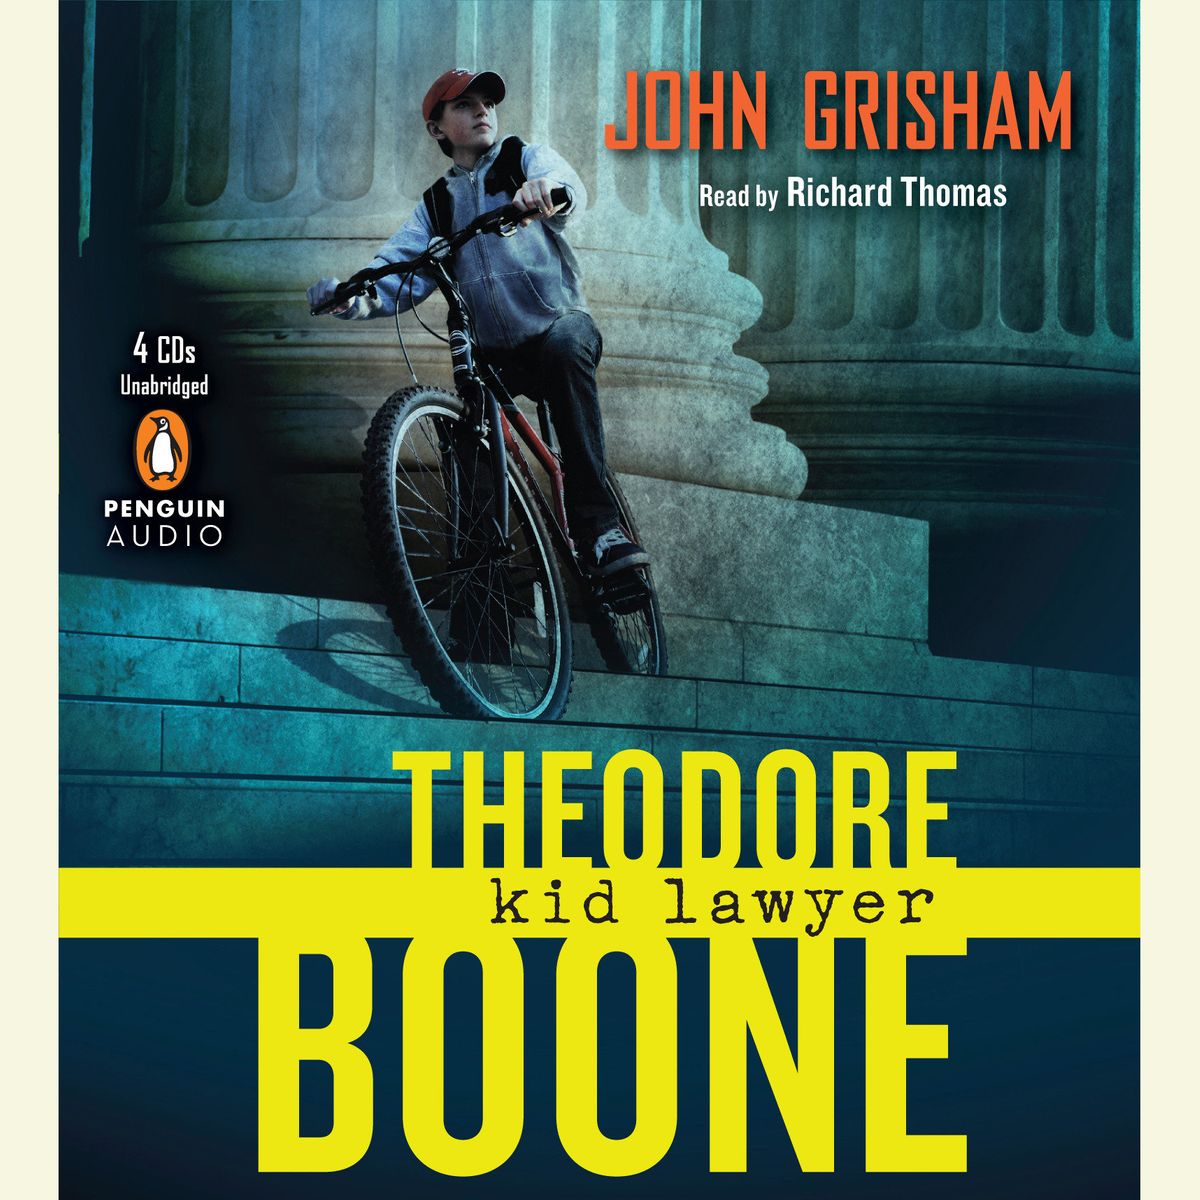 JOHN GRISHAM
Read by Richard Thomas
4 CDs
Unabridged
PENGUIN
AUDIO
THEODORE
kid lawyer
BOONE